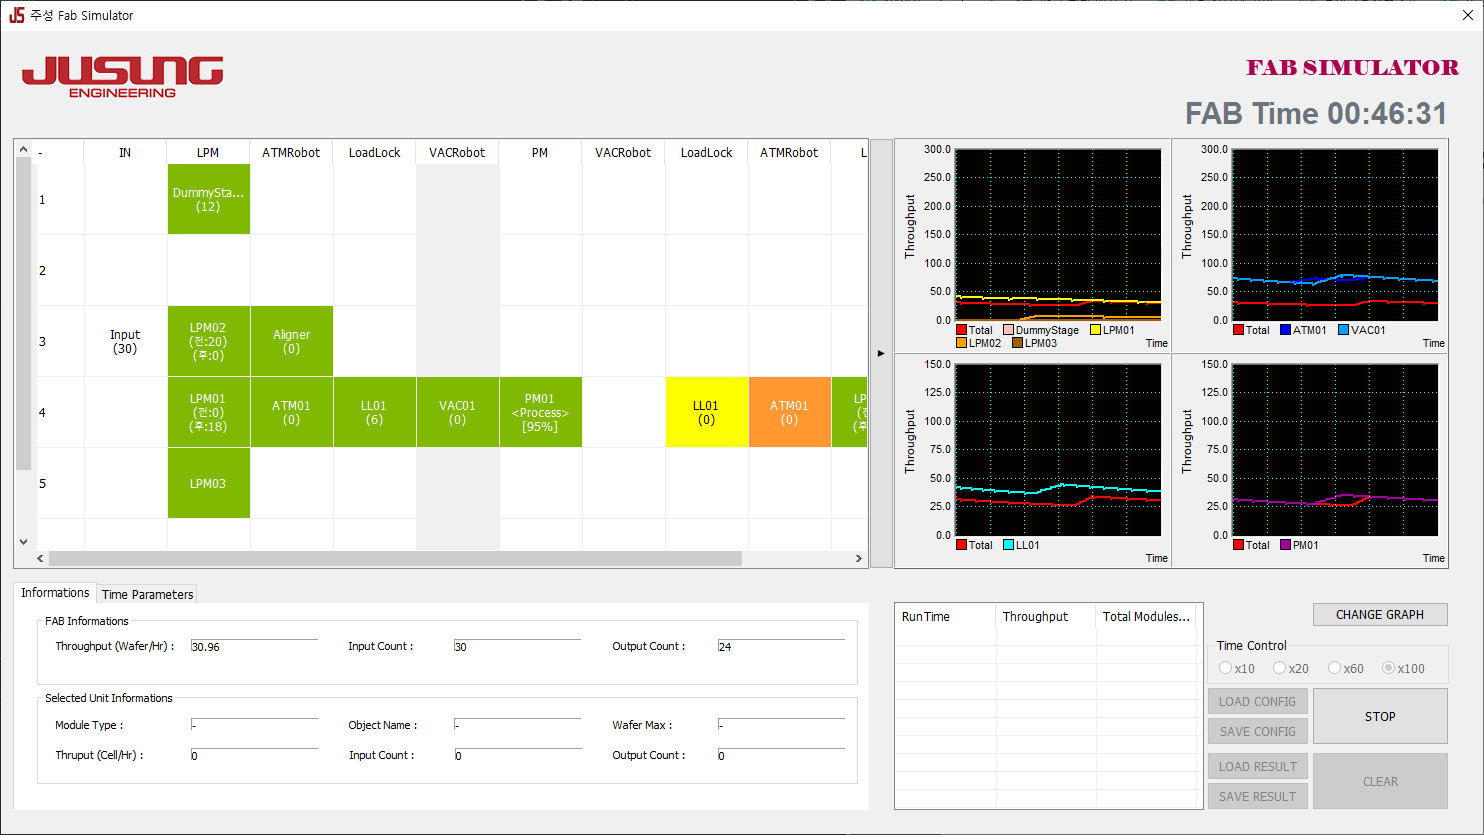 주성 Fab Simulator
JUSUNG
ENGINEERING
FAB SIMULATOR
FAB Time 00:46:31
- IN LPM ATMRobot LoadLock VACRobot PM VACRobot LoadLock ATMRobot L
1
DummySta...
(12)
2
3
Input
(30)
LPM02
(전:20)
(후:0)
Aligner
(0)
4
LPM01
(전:0)
(후:18)
ATM01
(0)
LL01
(6)
VAC01
(0)
PM01
<Process>
[95%]
LL01
(0)
ATM01
(0)
LP
(전
(후
5
LPM03
300.0
250.0
200.0
150.0
100.0
50.0
0.0
Throughput
Total DummyStage LPM01
LPM02 LPM03
Time
300.0
250.0
200.0
150.0
100.0
50.0
0.0
Throughput
Total ATM01 VAC01
Time
150.0
125.0
100.0
75.0
50.0
25.0
0.0
Throughput
Total LL01
Time
150.0
125.0
100.0
75.0
50.0
25.0
0.0
Throughput
Total PM01
Time
Informations Time Parameters
FAB Informations
Throughput (Wafer/Hr) : 30.96 Input Count : 30 Output Count : 24
Selected Unit Informations
Module Type : - Object Name : - Wafer Max : -
Thruput (Cell/Hr) : 0 Input Count : 0 Output Count : 0
RunTime Throughput Total Modules...
CHANGE GRAPH
Time Control
x10 x20 x60 x100
LOAD CONFIG
SAVE CONFIG
STOP
LOAD RESULT
SAVE RESULT
CLEAR